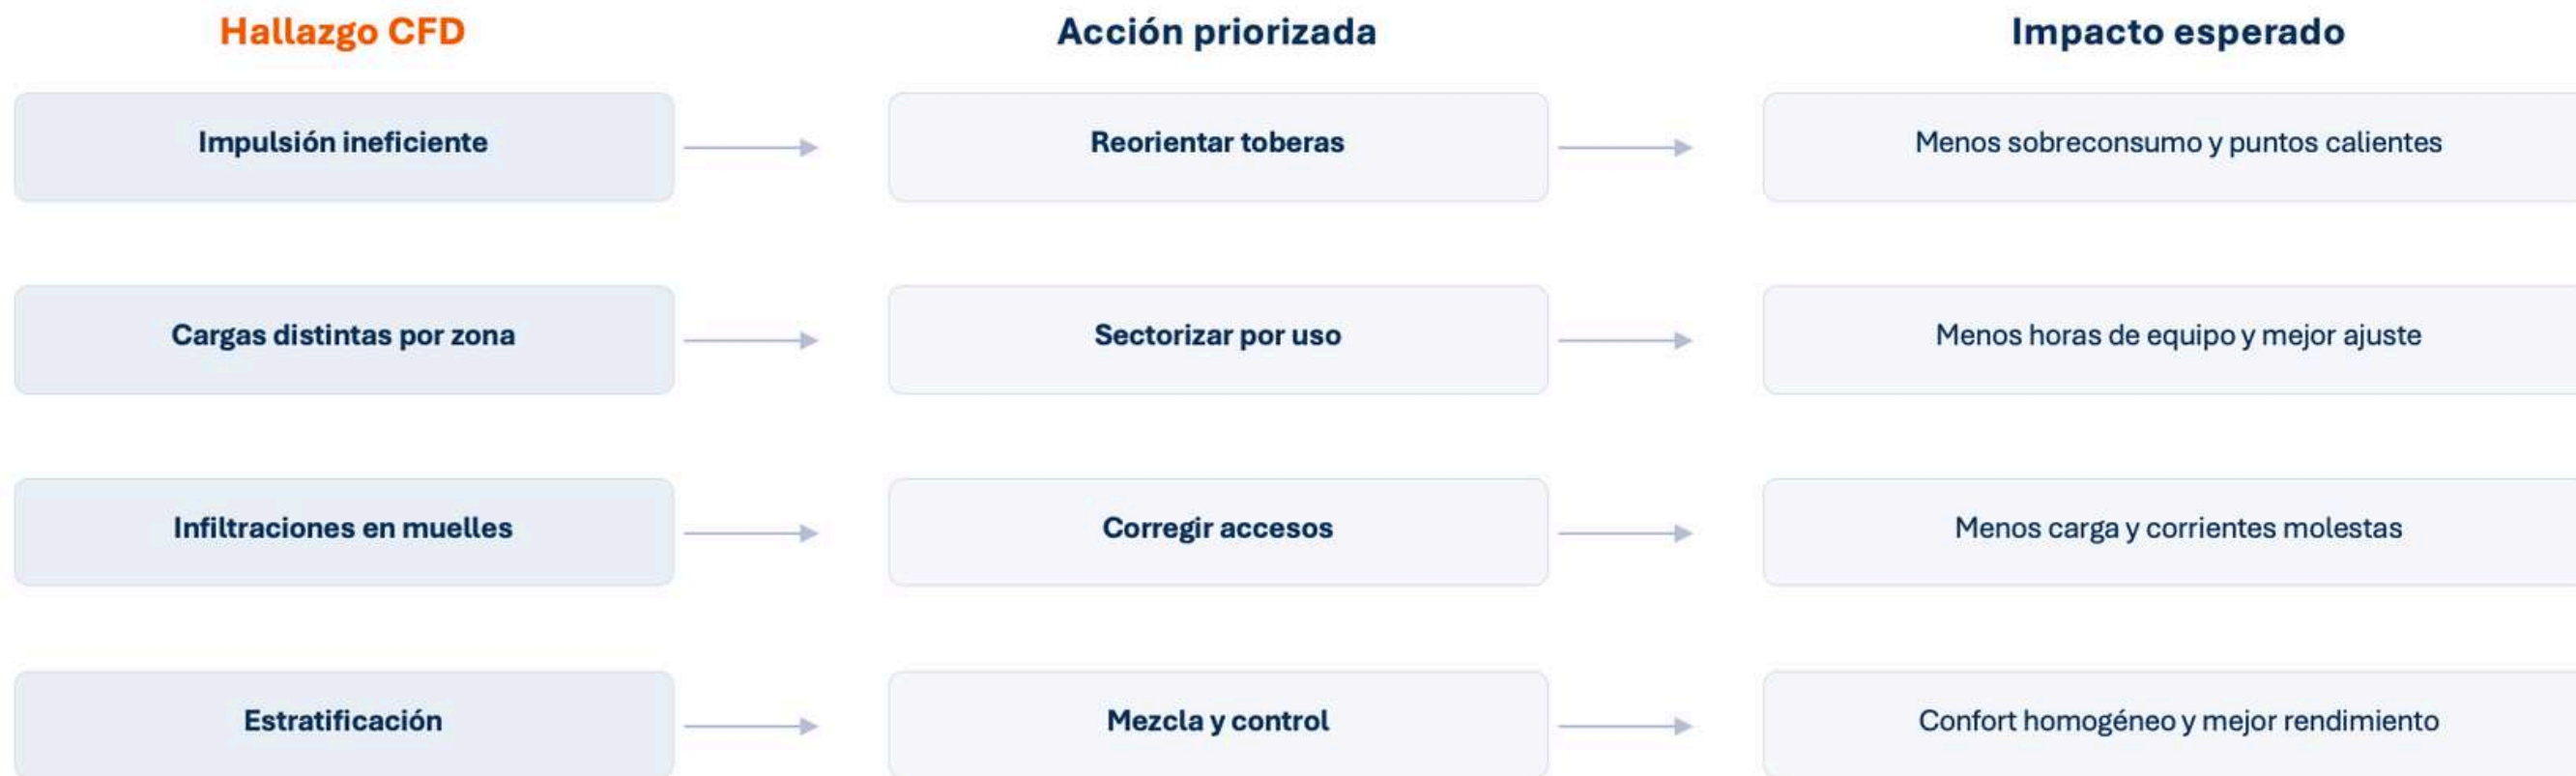 Hallazgo CFD
Acción priorizada
Impacto esperado
Impulsión ineficiente
Reorientar toberas
Menos sobreconsumo y puntos calientes
Cargas distintas por zona
Sectorizar por uso
Menos horas de equipo y mejor ajuste
Infiltraciones en muelles
Corregir accesos
Menos carga y corrientes molestas
Estratificación
Mezcla y control
Confort homogéneo y mejor rendimiento